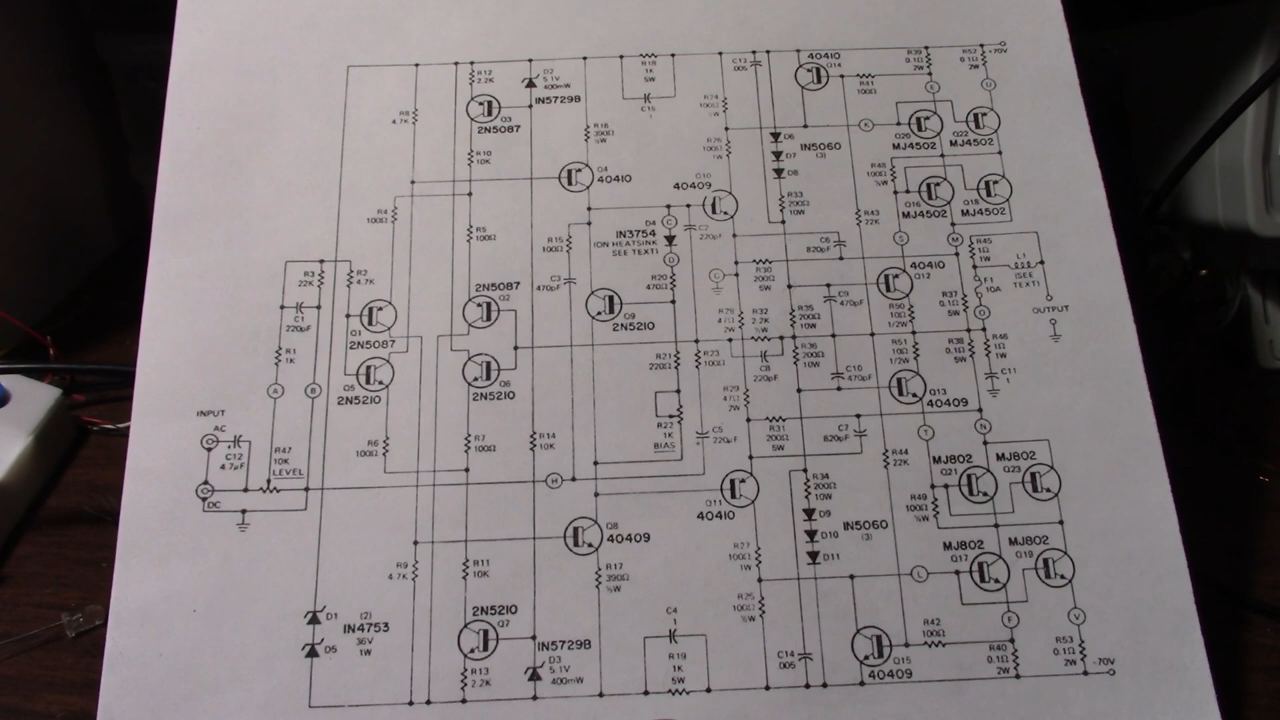 R12
2.2K
D2
5.1V
400mW
IN5729B
Q3
2N5087
R8
4.7K
R10
10K
R18
1K
5W
R16
390Ω
½W
Q4
40410
R24
100Ω
R26
100Ω
1W
C13
.005
40410
Q14
R41
100Ω
R39
0.1Ω
2W
R52
0.1Ω
2W
-70V
E
U
K
D6
D7
D8
IN5060
(3)
Q20
MJ4502
Q22
MJ4502
R48
100Ω
½W
Q16
MJ4502
Q18
MJ4502
R33
200Ω
10W
R43
22K
Q10
40409
R4
100Ω
R5
100Ω
R15
100Ω
C3
470pF
D4
IN3754
(ON HEATSINK
SEE TEXT)
C
D
C2
220pF
R20
470Ω
C6
820pF
S
M
R45
1Ω
1W
L1
(SEE
TEXT)
F1
10A
OUTPUT
G
R30
200Ω
5W
C9
470pF
40410
Q12
R50
10Ω
1/2W
R37
0.1Ω
5W
O
R3
22K
R2
4.7K
C1
220pF
R1
1K
Q1
2N5087
Q5
2N5210
2N5087
Q2
Q6
2N5210
Q9
2N5210
R28
47Ω
2W
R32
2.2K
½W
R35
200Ω
10W
R36
200Ω
10W
R51
10Ω
1/2W
R38
0.1Ω
5W
R46
1Ω
1W
C11
1
C8
220pF
C10
470pF
R21
220Ω
R23
100Ω
R22
1K
BIAS
C5
220µF
R29
47Ω
2W
R31
200Ω
5W
C7
820pF
Q13
40409
T
N
A
B
INPUT
AC
C12
4.7µF
DC
R47
10K
LEVEL
R6
100Ω
R7
100Ω
R14
10K
H
Q11
40410
R34
200Ω
10W
D9
D10
D11
IN5060
(3)
R44
22K
MJ802
Q21
MJ802
Q23
R49
100Ω
½W
MJ802
Q17
MJ802
Q19
Q8
40409
R9
4.7K
R11
10K
R17
390Ω
½W
R27
100Ω
1W
R25
100Ω
½W
L
F
V
D1
D5
(2)
IN4753
36V
1W
2N5210
Q7
R13
2.2K
IN5729B
D3
5.1V
400mW
C4
1
R19
1K
5W
C14
.005
Q15
40409
R42
100Ω
R40
0.1Ω
2W
R53
0.1Ω
2W
-70V